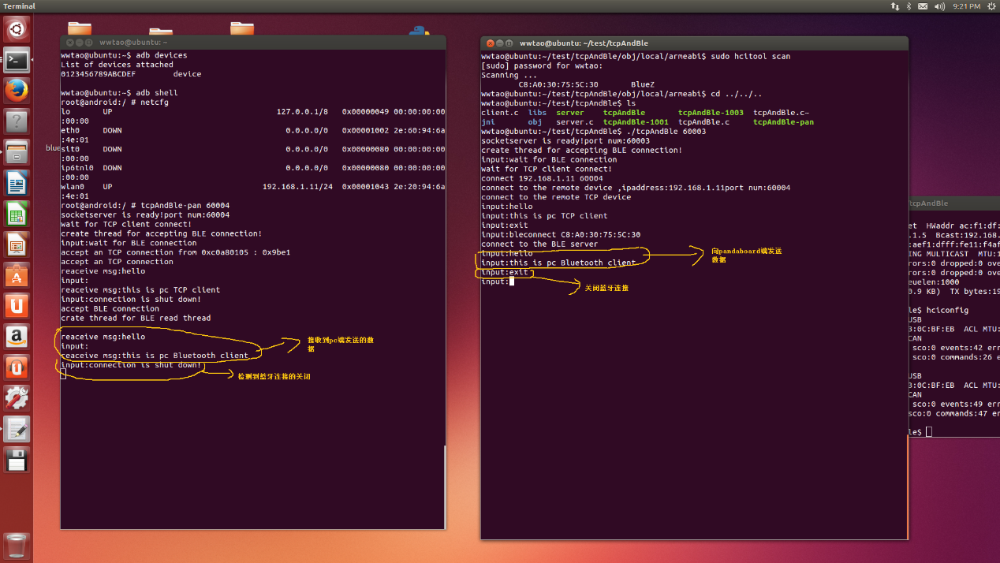 Terminal
9:21 PM
wwtao@ubuntu: ~
wwtao@ubuntu:~$ adb devices
List of devices attached
0123456789ABCDEF device
wwtao@ubuntu:~$ adb shell
root@android:/ # netcfg
lo UP 127.0.0.1/8 0x00000049 00:00:00:00
:00:00
eth0 DOWN 0.0.0.0/0 0x00001002 2e:60:94:6a
:4e:01
sit0 DOWN 0.0.0.0/0 0x00000080 00:00:00:00
:00:00
ip6tnl0 DOWN 0.0.0.0/0 0x00000080 00:00:00:00
:00:00
wlan0 UP 192.168.1.11/24 0x00001043 2e:20:94:6a
:4e:01
root@android:/ # tcpAndBle-pan 60004
socketserver is ready!port num:60004
wait for TCP client connect!
create thread for accepting BLE connection!
input:wait for BLE connection
accept an TCP connection from 0xc0a80105 : 0x9be1
accept an TCP connection
reaceive msg:hello
input:
reaceive msg:this is pc TCP client
input:connection is shut down!
accept BLE connection
crate thread for BLE read thread
reaceive msg:hello
input:
reaceive msg:this is pc Bluetooth client
input:connection is shut down!
接收到pc端发送的数
据
检测到蓝牙连接的关闭
blue
wwtao@ubuntu: ~/test/tcpAndBle
wwtao@ubuntu:~/test/tcpAndBle/obj/local/armeabi$ sudo hcitool scan
[sudo] password for wwtao:
Scanning ...
C8:A0:30:75:5C:30 BlueZ
wwtao@ubuntu:~/test/tcpAndBle/obj/local/armeabi$ cd ../../..
wwtao@ubuntu:~/test/tcpAndBle$ ls
client.c libs server tcpAndBle tcpAndBle-1003 tcpAndBle.c~
jni obj server.c tcpAndBle-1001 tcpAndBle.c tcpAndBle-pan
wwtao@ubuntu:~/test/tcpAndBle$ ./tcpAndBle 60003
socketserver is ready!port num:60003
create thread for accepting BLE connection!
input:wait for BLE connection
wait for TCP client connect!
connect 192.168.1.11 60004
connect to the remote device ,ipaddress:192.168.1.11port num:60004
connect to the remote TCP device
input:hello
input:this is pc TCP client
input:exit
input:bleconnect C8:A0:30:75:5C:30
connect to the BLE server
input:hello
input:this is pc Bluetooth client
input:exit
input:
向pandaboard端发送
数据
关闭蓝牙连接
tcpAndBle
et HWaddr ac:f1:df:
.1.5 Bcast:192.168.
aef1:dfff:fe11:f4af
ING MULTICAST MTU:1
rors:0 dropped:0 ove
rors:0 dropped:0 ove
euelen:1000
0.9 KB) TX bytes:19
le$ hciconfig
USB
3:0C:BF:EB ACL MTU:
CAN
sco:0 events:42 err
sco:0 commands:26 e
USB
3:0C:BF:EB ACL MTU:
CAN
sco:0 events:49 err
sco:0 commands:47 er
le$